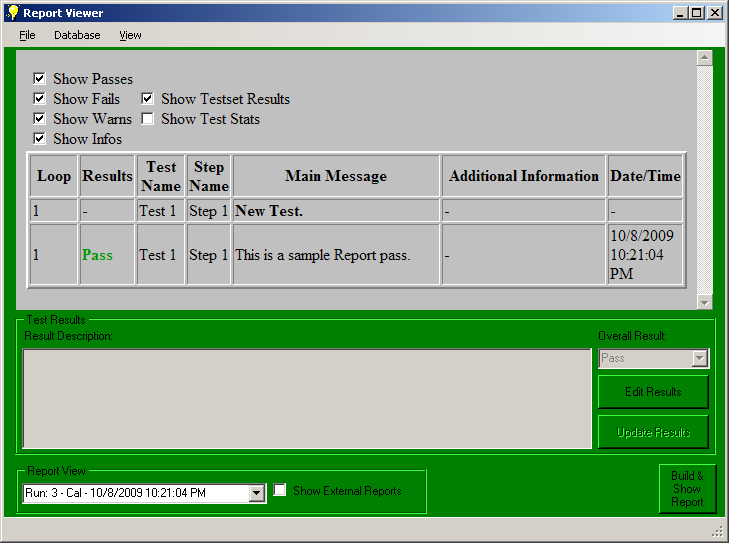 Report Viewer
File Database View
Show Passes
Show Fails Show Testset Results
Show Warns Show Test Stats
Show Infos
Loop Results Test Name Step Name Main Message Additional Information Date/Time
1 - Test 1 Step 1 New Test. - -
1 Pass Test 1 Step 1 This is a sample Report pass. - 10/8/2009 10:21:04 PM
Test Results
Result Description: Overall Result:
Pass
Edit Results
Update Results
Report View
Run: 3 - Cal - 10/8/2009 10:21:04 PM Show External Reports
Build &
Show
Report